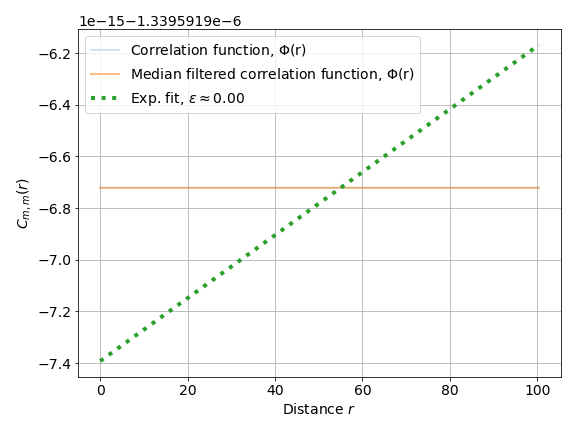 1e−15−1.3395919e−6
Correlation function, Φ(r)
Median filtered correlation function, Φ(r)
Exp. fit, ε ≈ 0.00
−6.2
−6.4
−6.6
−6.8
−7.0
−7.2
−7.4
C_{m,m}(r)
0 20 40 60 80 100
Distance r